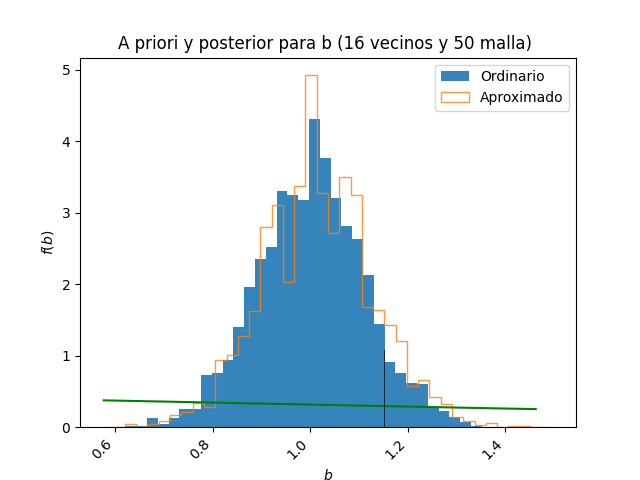 A priori y posterior para b (16 vecinos y 50 malla)
Ordinario
Aproximado
5
4
3
2
1
0
f(b)
0.6
0.8
1.0
1.2
1.4
b